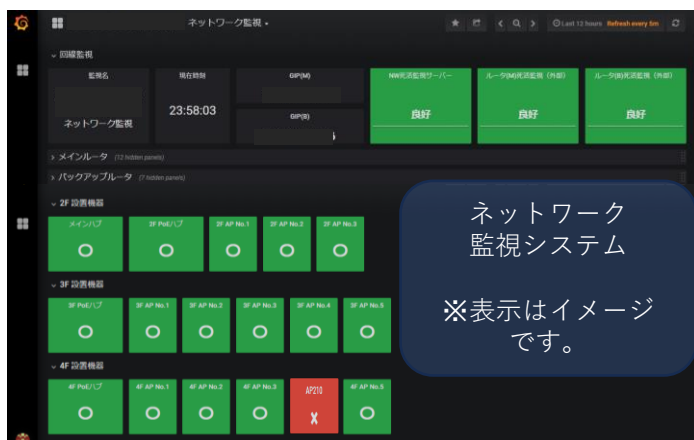 ネットワーク監視
Last 12 hours Refresh every 5m
回線監視
監視名
ネットワーク監視
現在時刻
23:58:03
GIP(M)
GIP(B)
NW死活監視サーバー
良好
ルータ(M)死活監視（外部）
良好
ルータ(B)死活監視（外部）
良好
メインルータ (12 hidden panels)
バックアップルータ (7 hidden panels)
2F 設置機器
メインハブ
2F PoEハブ
2F AP No.1
2F AP No.2
2F AP No.3
3F 設置機器
3F PoEハブ
3F AP No.1
3F AP No.2
3F AP No.3
3F AP No.4
3F AP No.5
4F 設置機器
4F PoEハブ
4F AP No.1
4F AP No.2
4F AP No.3
AP210
X
4F AP No.5
ネットワーク
監視システム
※表示はイメージ
です。